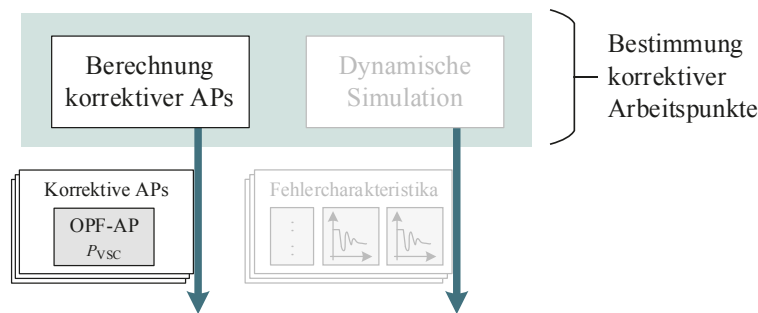 Berechnung
korrektiver APs
Dynamische
Simulation
Bestimmung
korrektiver
Arbeitspunkte
Korrektive APs
OPF-AP
PVSC
Fehlercharakteristika